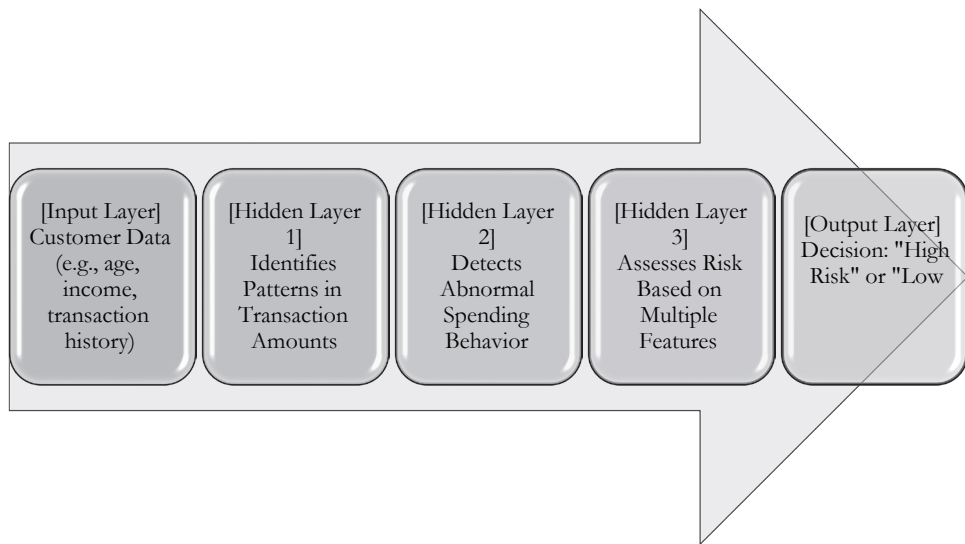 [Input Layer]
Customer Data
(e.g., age,
income,
transaction
history)
[Hidden Layer
1]
Identifies
Patterns in
Transaction
Amounts
[Hidden Layer
2]
Detects
Abnormal
Spending
Behavior
[Hidden Layer
3]
Assesses Risk
Based on
Multiple
Features
[Output Layer]
Decision: "High
Risk" or "Low